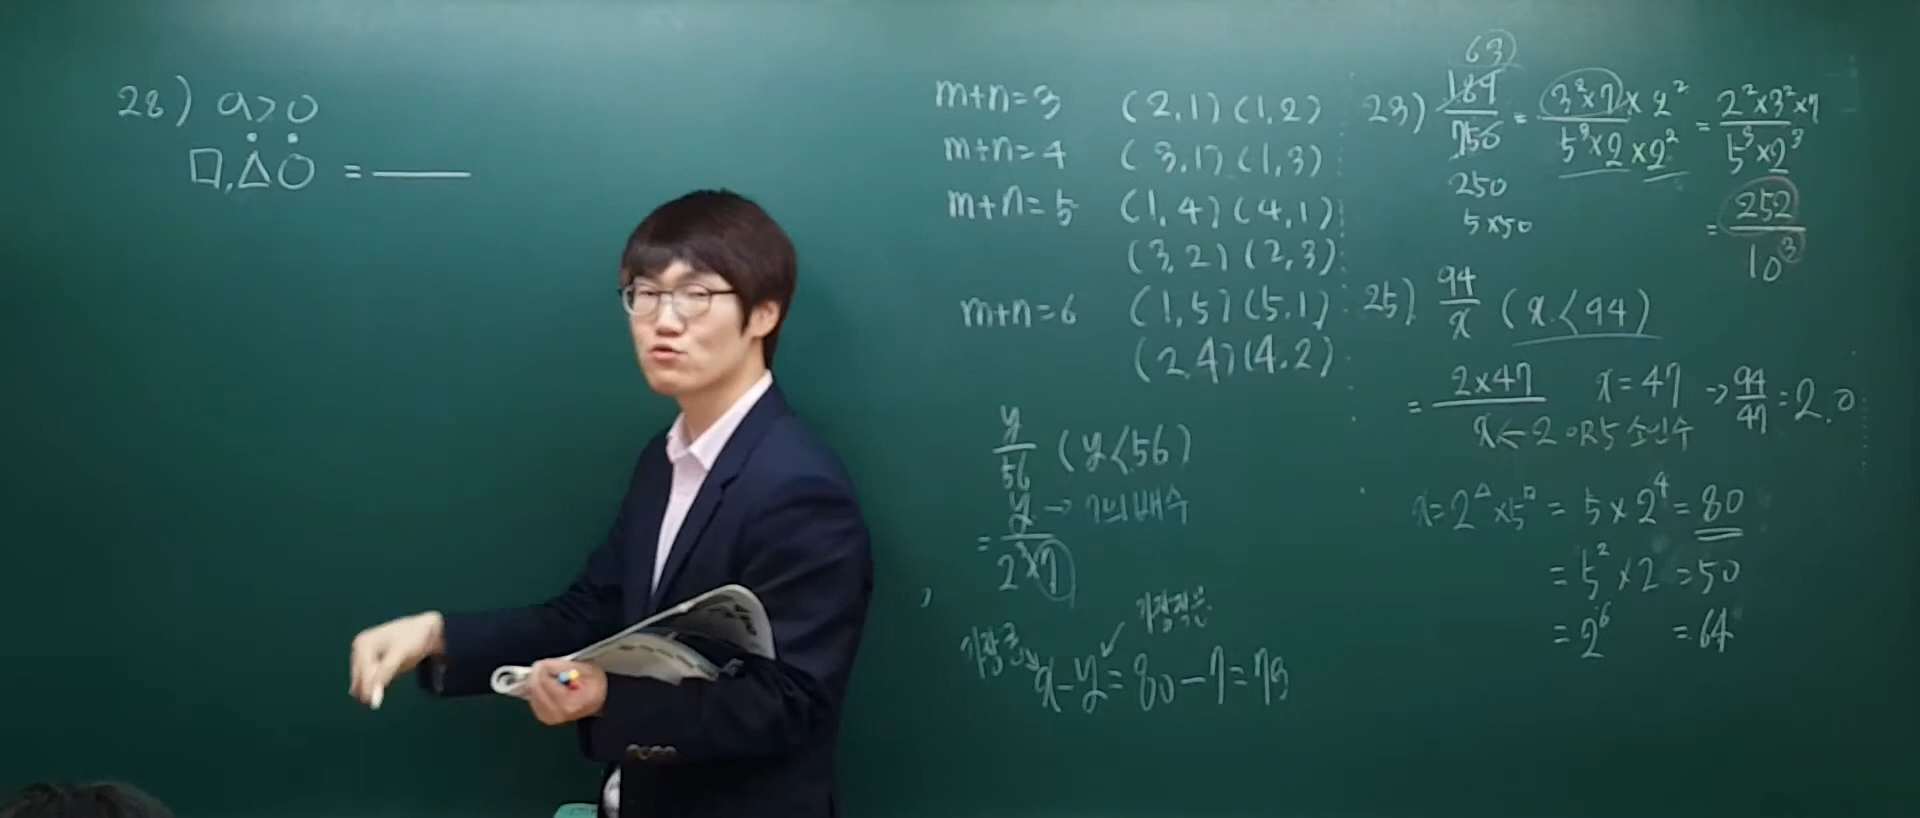 28) a>0
□.△̇○̇ = ―
m+n=3 (2,1) (1,2)
m+n=4 (3,1) (1,3)
m+n=5 (1,4) (4,1)
(3,2) (2,3)
m+n=6 (1,5) (5,1)
(2,4) (4,2)
y/56 (y<56)
= y/2³×7 → 7의 배수
가장 큰 가장 작은
x-y=80-7=73
23) 63
189/750 = 3²×7×2²/5³×2×2² = 2²×3²×7/5³×2³
250
5×50
= 252/10³
25) 94/x (x<94)
= 2×47/x x=47 → 94/47=2.0
x← 2 OR 5 소인수
x=2^△×5^□ = 5×2⁴=80
=5²×2=50
=2⁶ =64